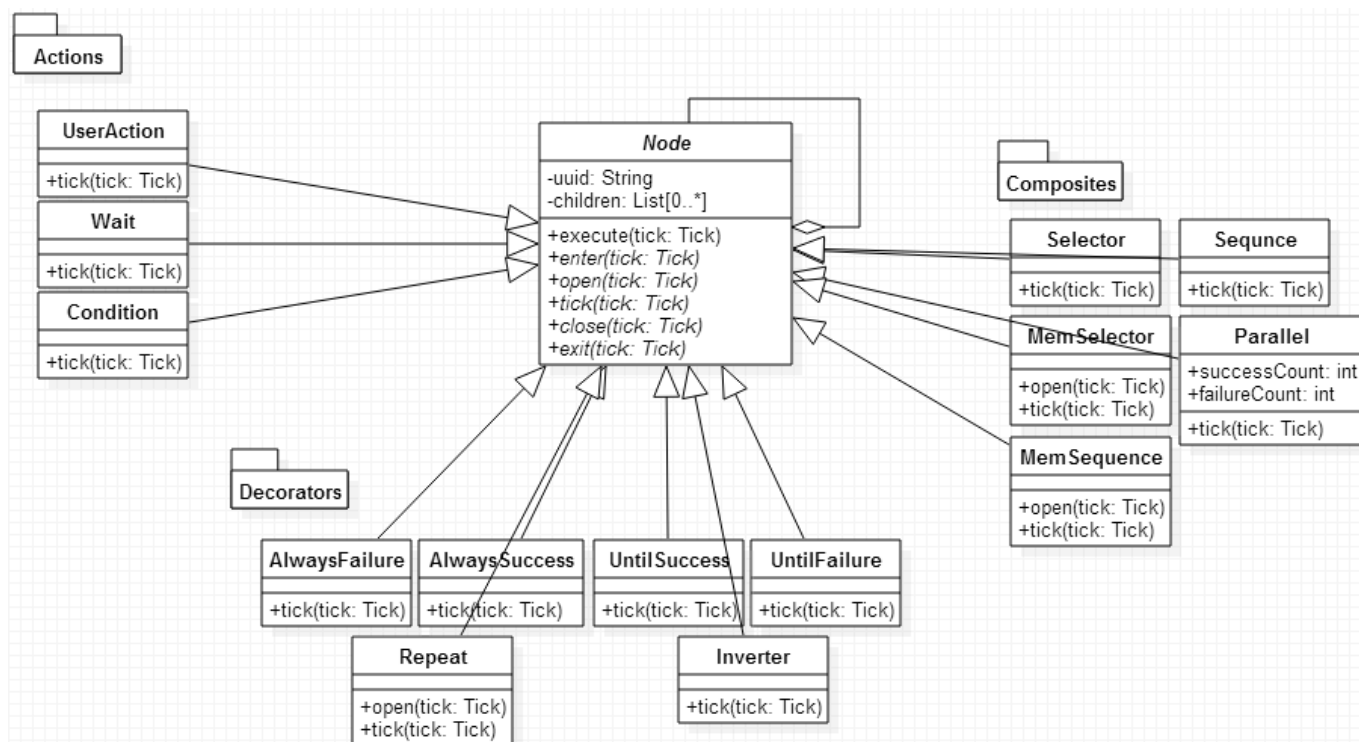 Actions
UserAction
+tick(tick: Tick)
Wait
+tick(tick: Tick)
Condition
+tick(tick: Tick)
Node
-uuid: String
-children: List[0..*]
+execute(tick: Tick)
+enter(tick: Tick)
+open(tick: Tick)
+tick(tick: Tick)
+close(tick: Tick)
+exit(tick: Tick)
Composites
Selector
+tick(tick: Tick)
Sequnce
+tick(tick: Tick)
MemSelector
+open(tick: Tick)
+tick(tick: Tick)
Parallel
+successCount: int
+failureCount: int
+tick(tick: Tick)
MemSequence
+open(tick: Tick)
+tick(tick: Tick)
Decorators
AlwaysFailure
+tick(tick: Tick)
AlwaysSuccess
+tick(tick: Tick)
UntilSuccess
+tick(tick: Tick)
UntilFailure
+tick(tick: Tick)
Repeat
+open(tick: Tick)
+tick(tick: Tick)
Inverter
+tick(tick: Tick)